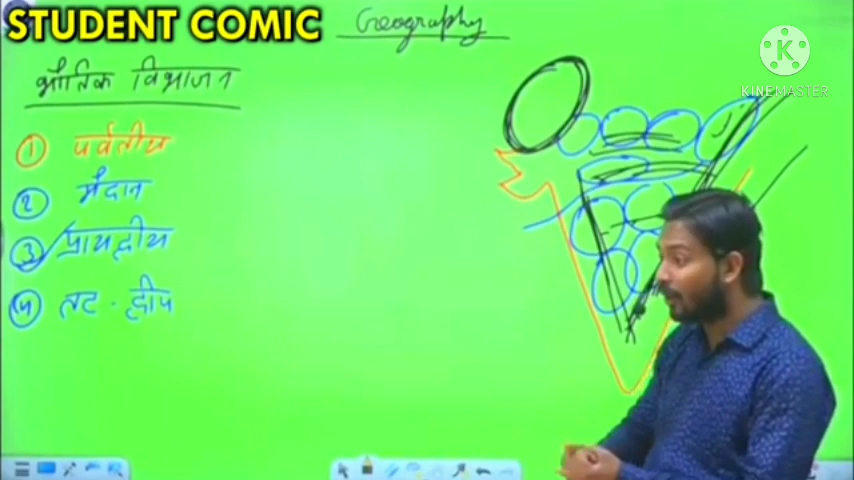 STUDENT COMIC
Geography
K
KINEMASTER
भौतिक विभाजन
① पर्वतीय
② मैदान
③ प्रायद्वीय
④ तट - द्वीप